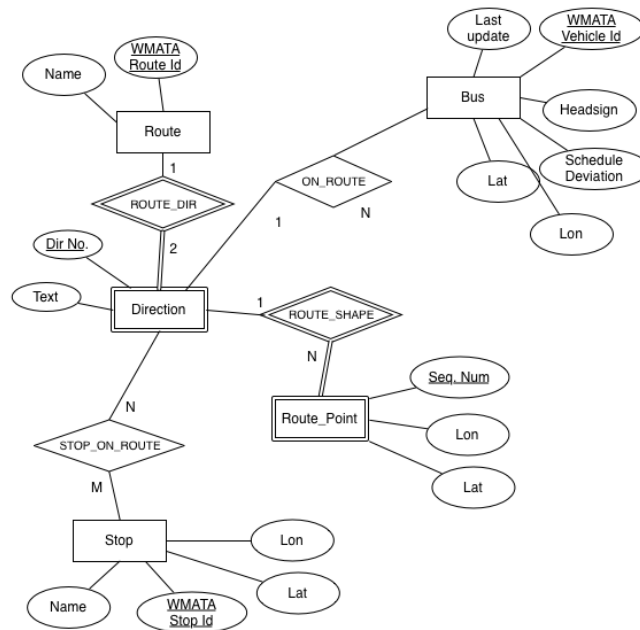 Last
update
WMATA
Vehicle Id
WMATA
Route Id
Name
Bus
Headsign
Route
1
ON_ROUTE
Schedule
Deviation
Lat
ROUTE_DIR
N
1
Lon
Dir No.
2
Text
Direction
1
ROUTE_SHAPE
N
Seq. Num
N
Route_Point
Lon
STOP_ON_ROUTE
M
Lat
Stop
Lon
Lat
Name
WMATA
Stop Id